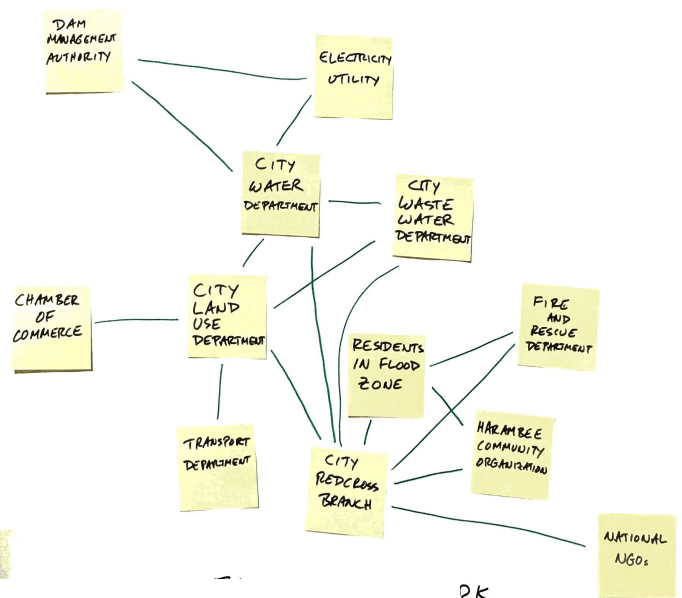 DAM
MANAGEMENT
AUTHORITY
ELECTRICITY
UTILITY
CITY
WATER
DEPARTMENT
CITY
WASTE
WATER
DEPARTMENT
CHAMBER
OF
COMMERCE
CITY
LAND
USE
DEPARTMENT
RESIDENTS
IN FLOOD
ZONE
FIRE
AND
RESCUE
DEPARTMENT
TRANSPORT
DEPARTMENT
CITY
REDCROSS
BRANCH
HARAMBEE
COMMUNITY
ORGANIZATION
NATIONAL
NGOs